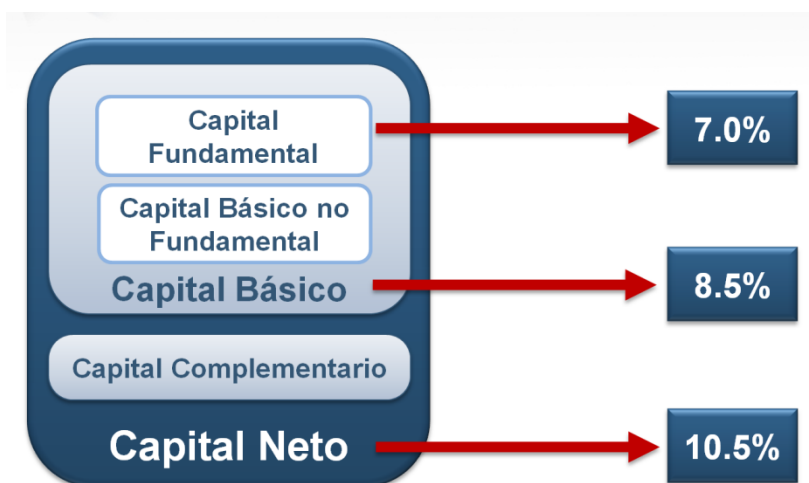 Capital
Fundamental
7.0%
Capital Básico no
Fundamental
Capital Básico
8.5%
Capital Complementario
Capital Neto
10.5%